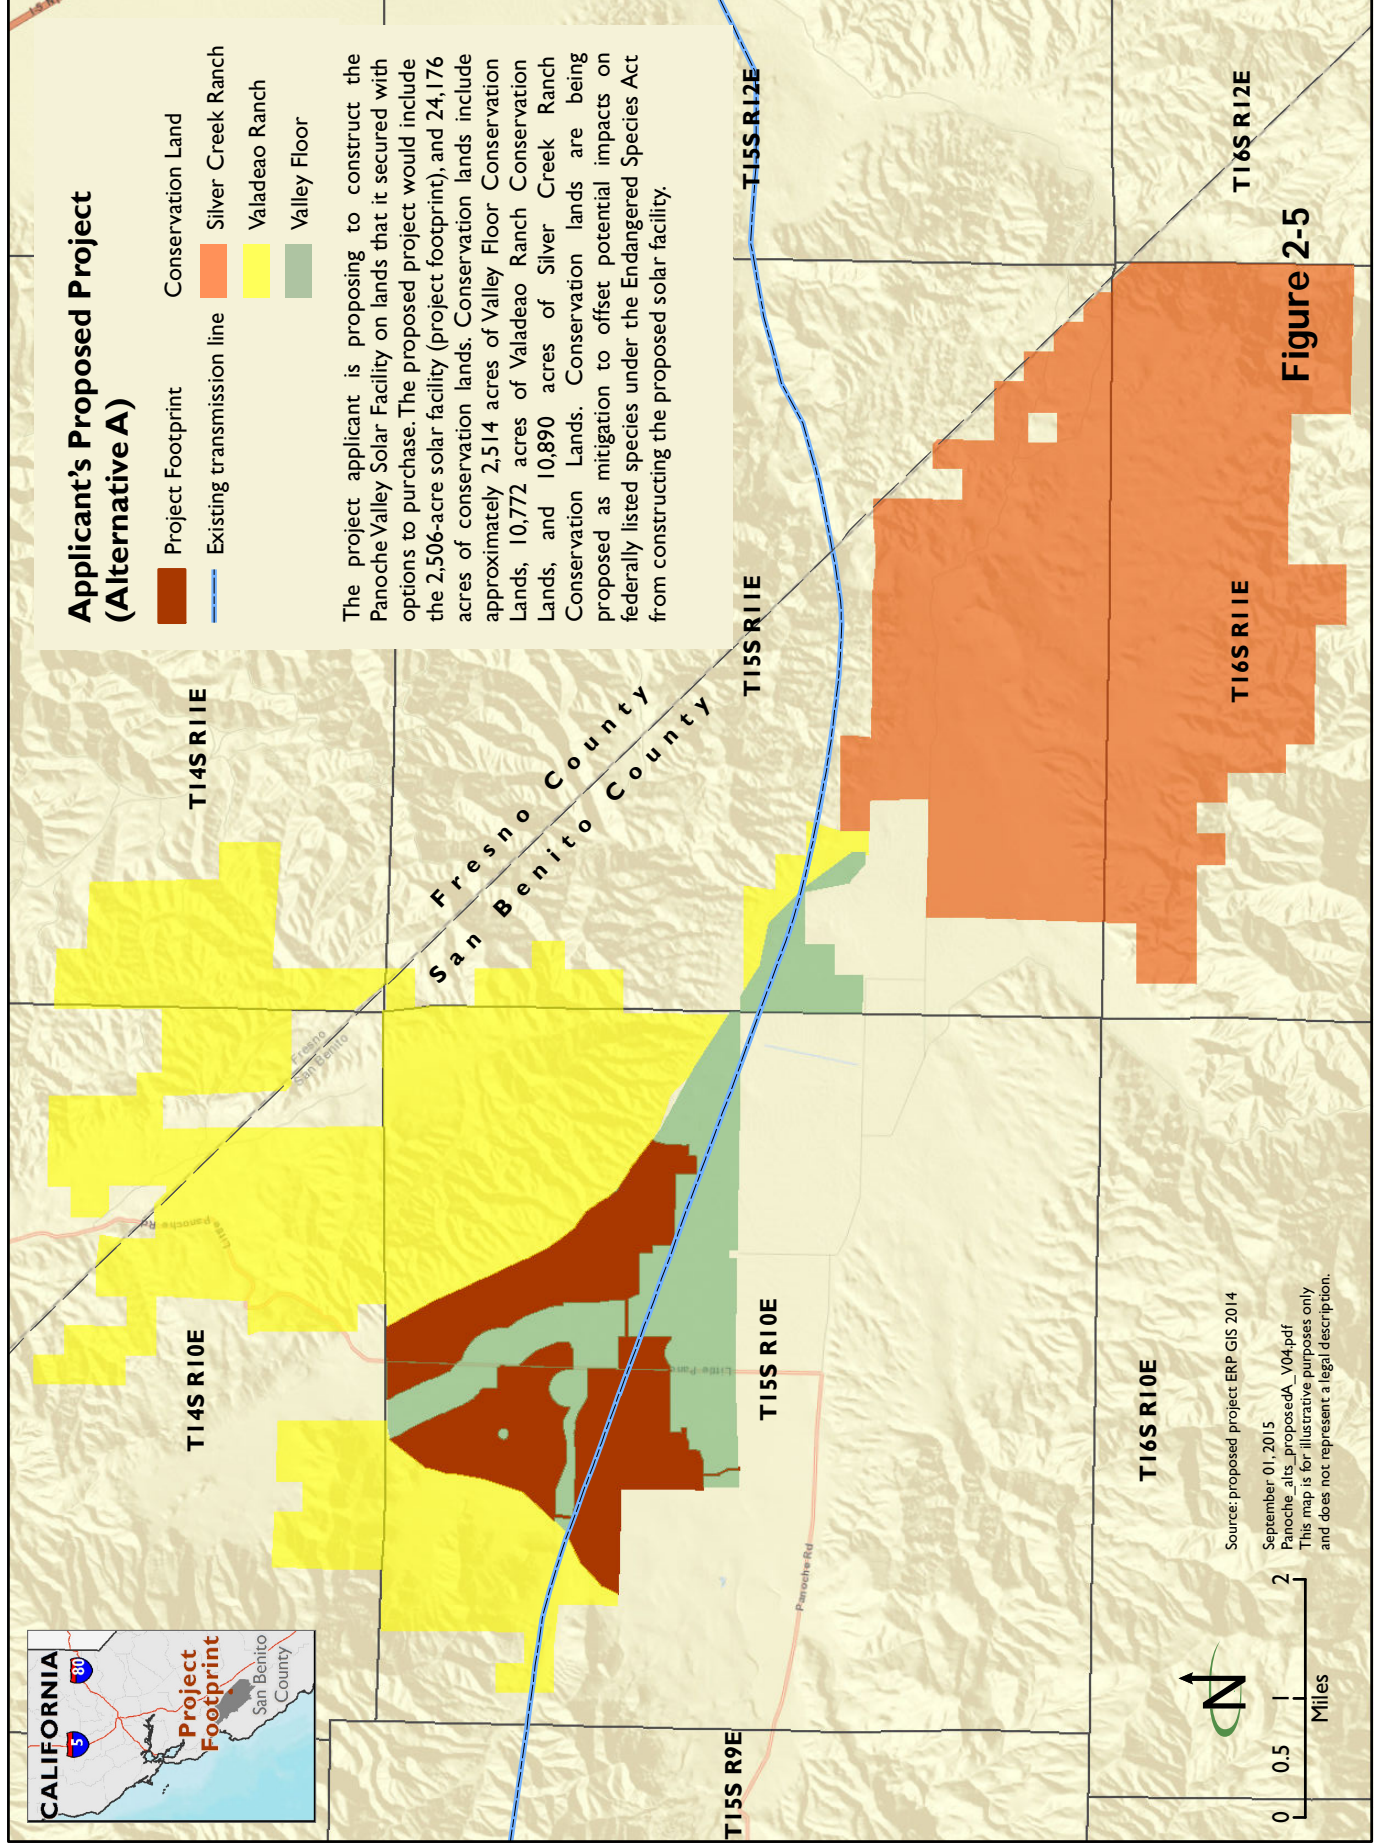 Applicant's Proposed Project
(Alternative A)
Project Footprint
Existing transmission line
Conservation Land
Silver Creek Ranch
Valadeao Ranch
Valley Floor
The project applicant is proposing to construct the
Panoche Valley Solar Facility on lands that it secured with
options to purchase. The proposed project would include
the 2,506-acre solar facility (project footprint), and 24,176
acres of conservation lands. Conservation lands include
approximately 2,514 acres of Valley Floor Conservation
Lands, 10,772 acres of Valadeao Ranch Conservation
Lands, and 10,890 acres of Silver Creek Ranch
Conservation Lands. Conservation lands are being
proposed as mitigation to offset potential impacts on
federally listed species under the Endangered Species Act
from constructing the proposed solar facility.
CALIFORNIA
5
80
Project
Footprint
San Benito
County
T14S R10E
T14S R11E
Fresno County
San Benito County
Fresno
San Benito
Little Panoche Rd
Little Pano
T15S R9E
T15S R10E
T15S R11E
T15S R12E
Panoche Rd
T16S R10E
T16S R11E
T16S R12E
N
0 0.5 1 2
Miles
Source: proposed project ERP GIS 2014
September 01, 2015
Panoche_alts_proposedA_V04.pdf
This map is for illustrative purposes only
and does not represent a legal description.
Figure 2-5